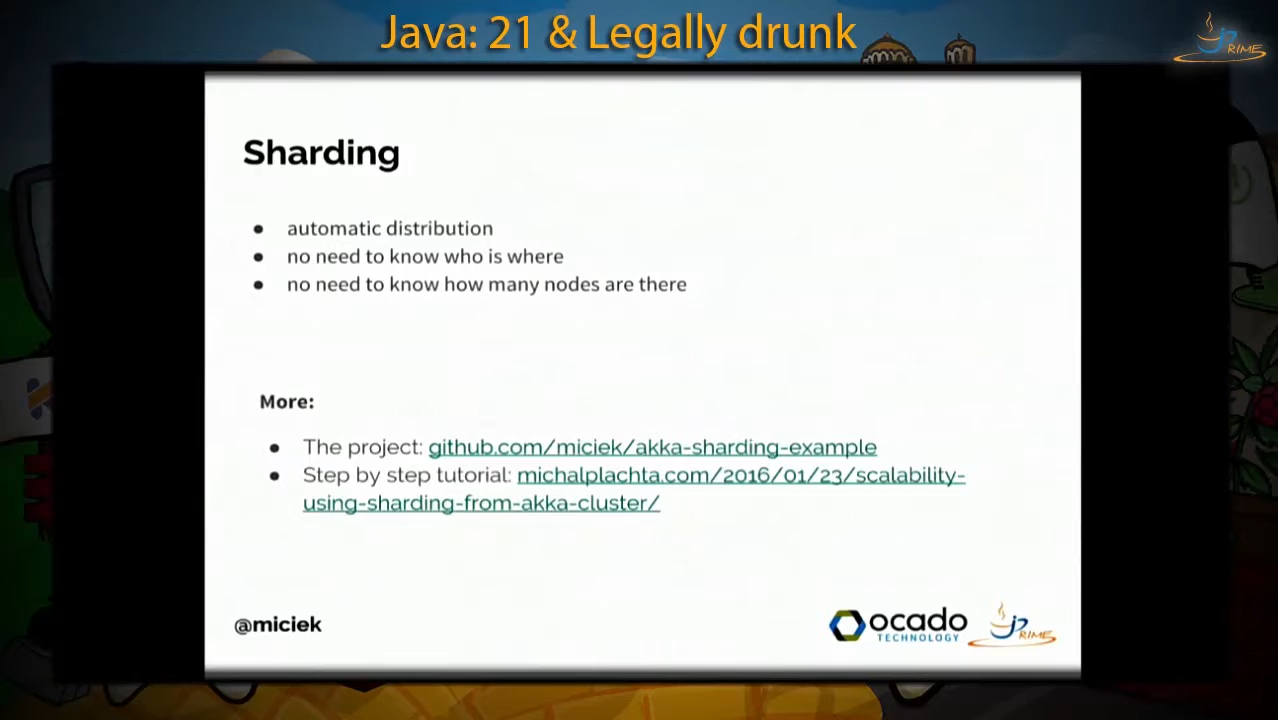 Java: 21 & Legally drunk
JPRIME
Sharding
● automatic distribution
● no need to know who is where
● no need to know how many nodes are there
More:
● The project: github.com/miciek/akka-sharding-example
● Step by step tutorial: michalplachta.com/2016/01/23/scalability-
using-sharding-from-akka-cluster/
@miciek
ocado
TECHNOLOGY
JPRIME